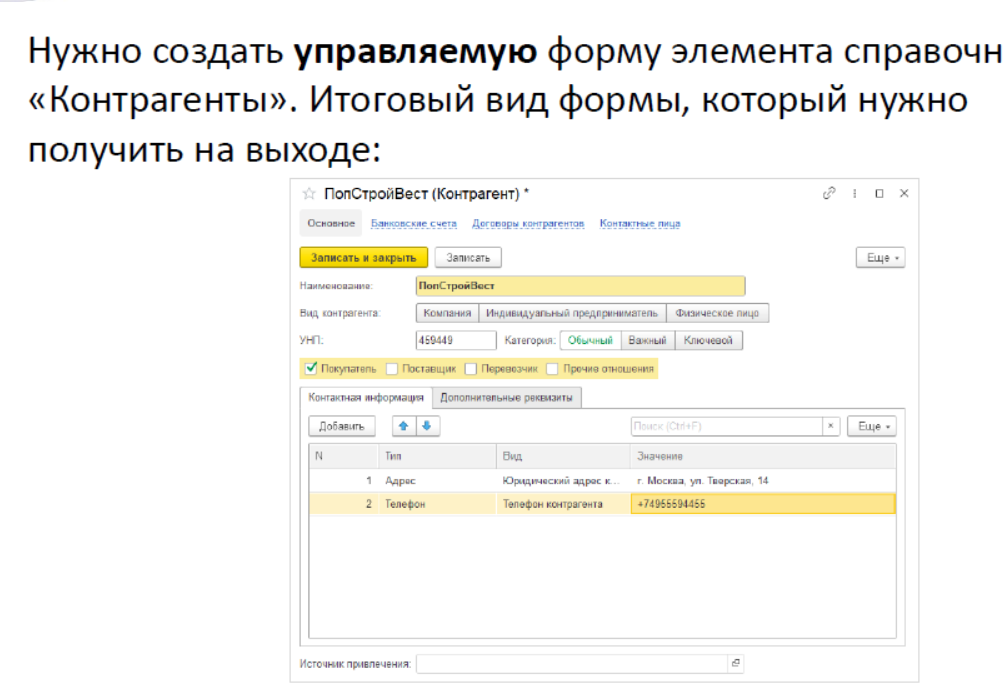 Нужно создать управляемую форму элемента справочн
«Контрагенты». Итоговый вид формы, который нужно
получить на выходе:
ПопСтройВест (Контрагент) *
Основное Банковские счета Договоры контрагентов Контактные лица
Записать и закрыть Записать Еще
Наименование: ПопСтройВест
Вид контрагента: Компания Индивидуальный предприниматель Физическое лицо
УНП: 459449 Категория: Обычный Важный Ключевой
Покупатель Поставщик Перевозчик Прочие отношения
Контактная информация Дополнительные реквизиты
Добавить Поиск (Ctrl+F) × Еще
N Тип Вид Значение
1 Адрес Юридический адрес к... г. Москва, ул. Тверская, 14
2 Телефон Телефон контрагента +74955594455
Источник привлечения: